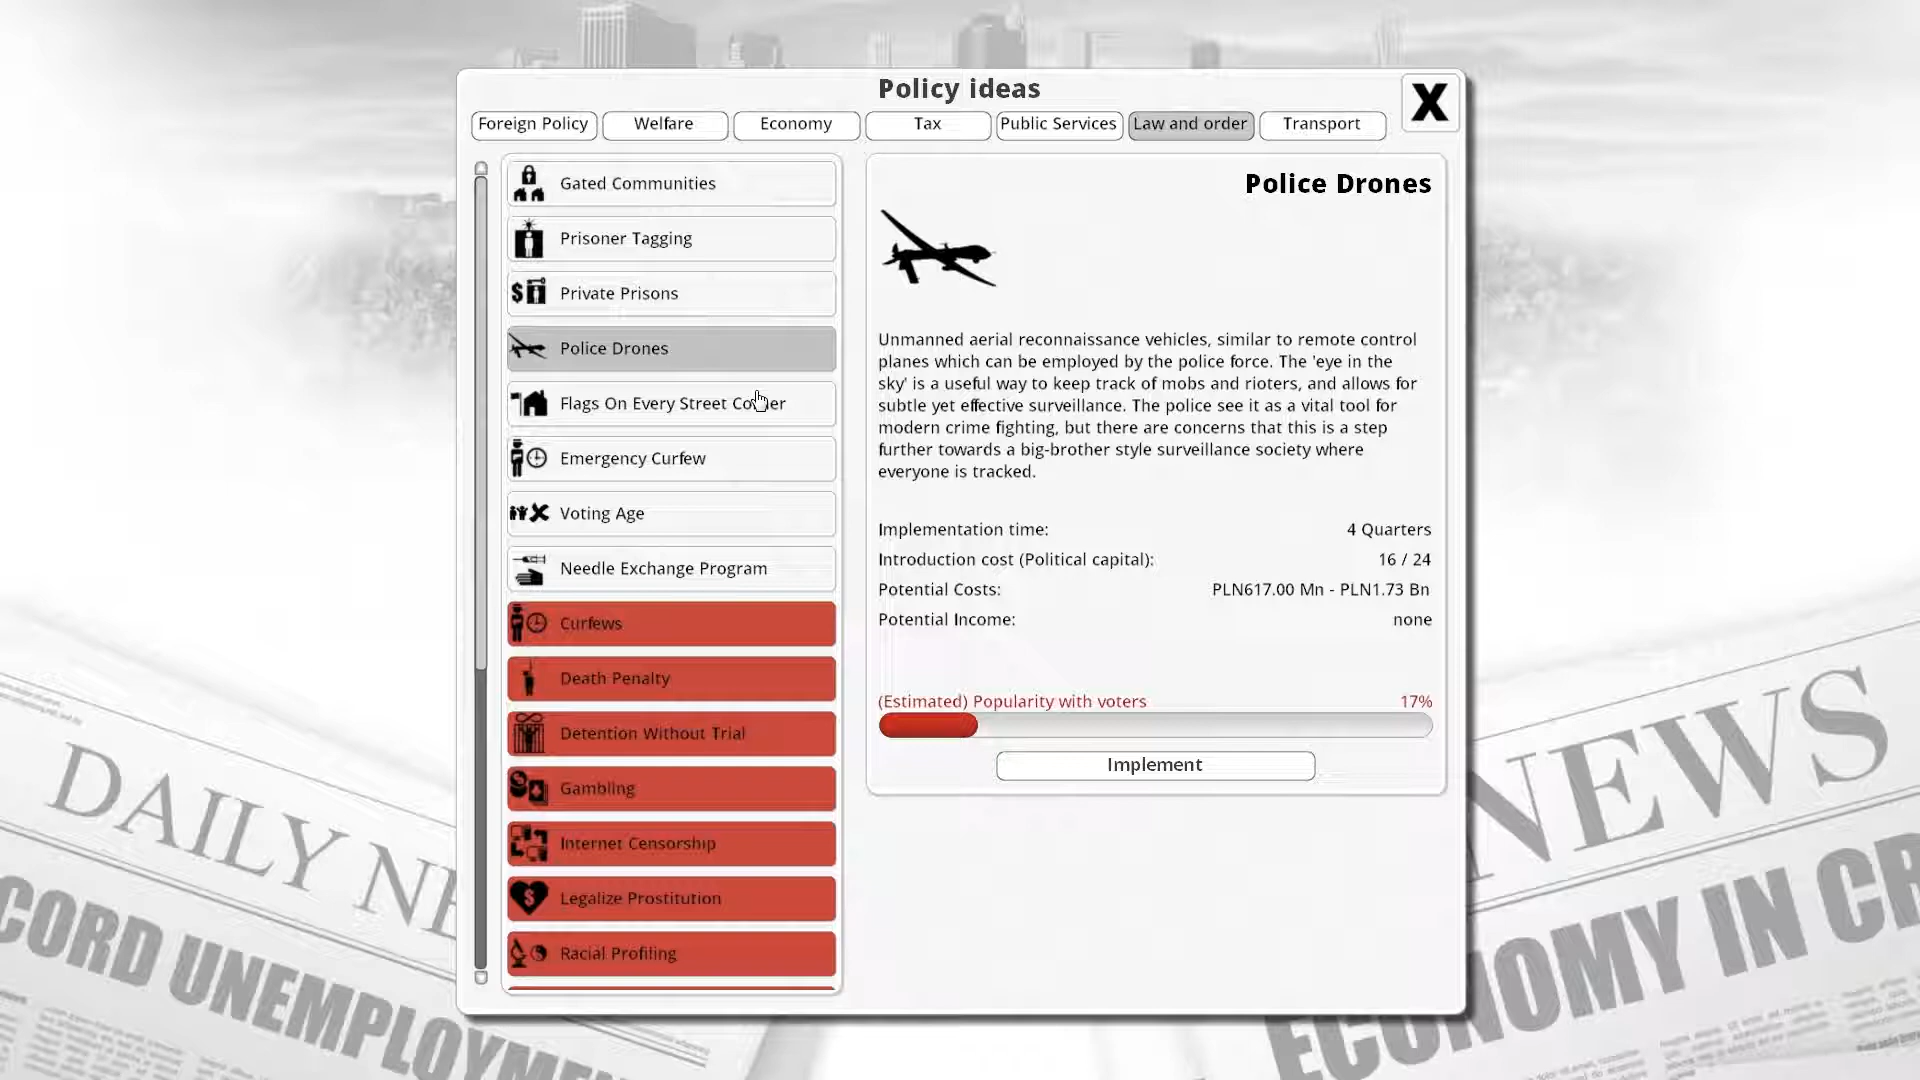 Policy ideas
X
Foreign Policy
Welfare
Economy
Tax
Public Services
Law and order
Transport
Gated Communities
Prisoner Tagging
Private Prisons
Police Drones
Flags On Every Street Corner
Emergency Curfew
Voting Age
Needle Exchange Program
Curfews
Death Penalty
Detention Without Trial
Gambling
Internet Censorship
Legalize Prostitution
Racial Profiling
Police Drones
Unmanned aerial reconnaissance vehicles, similar to remote control
planes which can be employed by the police force. The 'eye in the
sky' is a useful way to keep track of mobs and rioters, and allows for
subtle yet effective surveillance. The police see it as a vital tool for
modern crime fighting, but there are concerns that this is a step
further towards a big-brother style surveillance society where
everyone is tracked.
Implementation time: 4 Quarters
Introduction cost (Political capital): 16 / 24
Potential Costs: PLN617.00 Mn - PLN1.73 Bn
Potential Income: none
(Estimated) Popularity with voters 17%
Implement
DAILY NE
CORD UNEMPLOYMEN
NEWS
ECONOMY IN CR